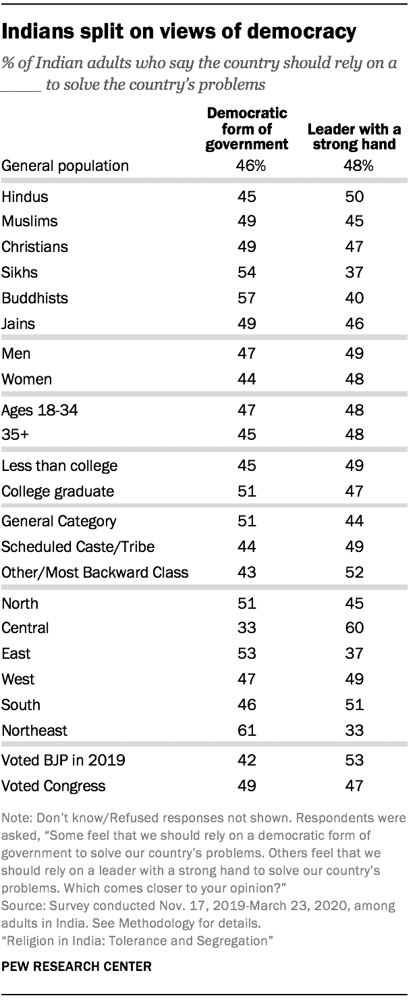 Indians split on views of democracy
% of Indian adults who say the country should rely on a
____ to solve the country's problems
Democratic
form of
government
Leader with a
strong hand
General population 46% 48%
Hindus 45 50
Muslims 49 45
Christians 49 47
Sikhs 54 37
Buddhists 57 40
Jains 49 46
Men 47 49
Women 44 48
Ages 18-34 47 48
35+ 45 48
Less than college 45 49
College graduate 51 47
General Category 51 44
Scheduled Caste/Tribe 44 49
Other/Most Backward Class 43 52
North 51 45
Central 33 60
East 53 37
West 47 49
South 46 51
Northeast 61 33
Voted BJP in 2019 42 53
Voted Congress 49 47
Note: Don't know/Refused responses not shown. Respondents were
asked, "Some feel that we should rely on a democratic form of
government to solve our country's problems. Others feel that we
should rely on a leader with a strong hand to solve our country's
problems. Which comes closer to your opinion?"
Source: Survey conducted Nov. 17, 2019-March 23, 2020, among
adults in India. See Methodology for details.
"Religion in India: Tolerance and Segregation"
PEW RESEARCH CENTER